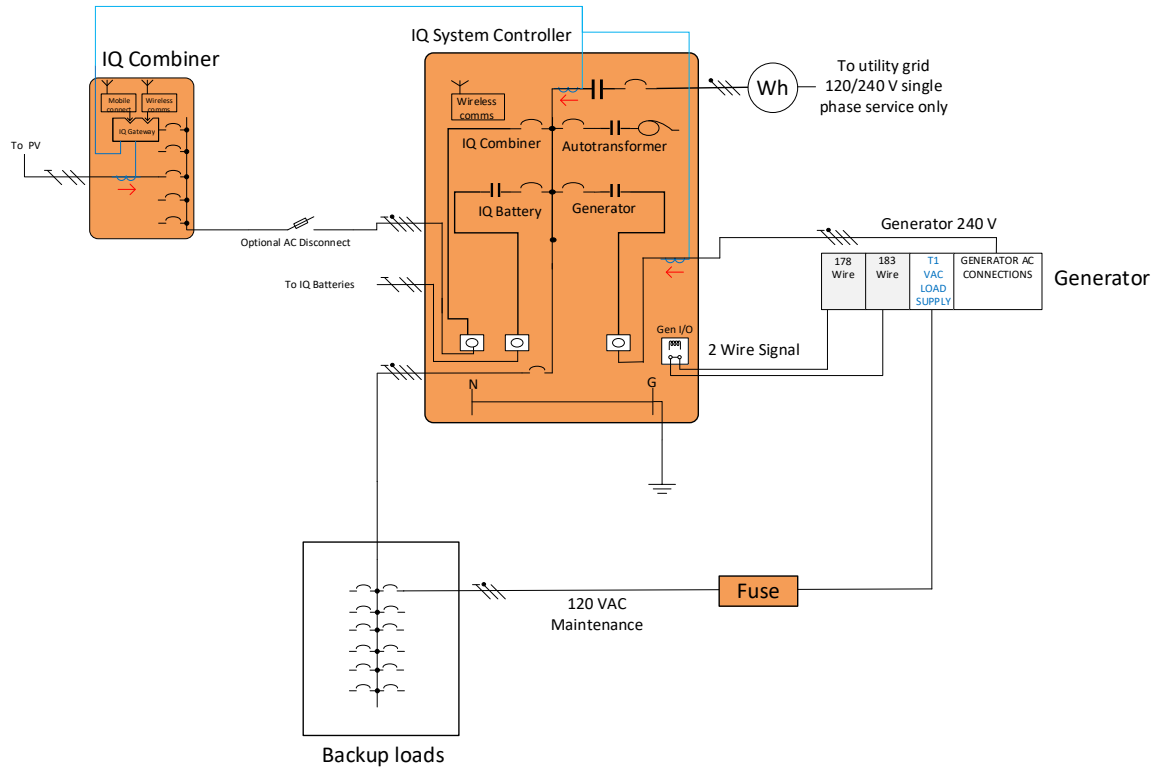 IQ Combiner
Mobile
connect
Wireless
comms
IQ Gateway
To PV
Optional AC Disconnect
To IQ Batteries
IQ System Controller
Wireless
comms
IQ Combiner
Autotransformer
IQ Battery
Generator
Gen I/O
N
G
Wh
To utility grid
120/240 V single
phase service only
Generator 240 V
178
Wire
183
Wire
T1
VAC
LOAD
SUPPLY
GENERATOR AC
CONNECTIONS
Generator
2 Wire Signal
Fuse
120 VAC
Maintenance
Backup loads